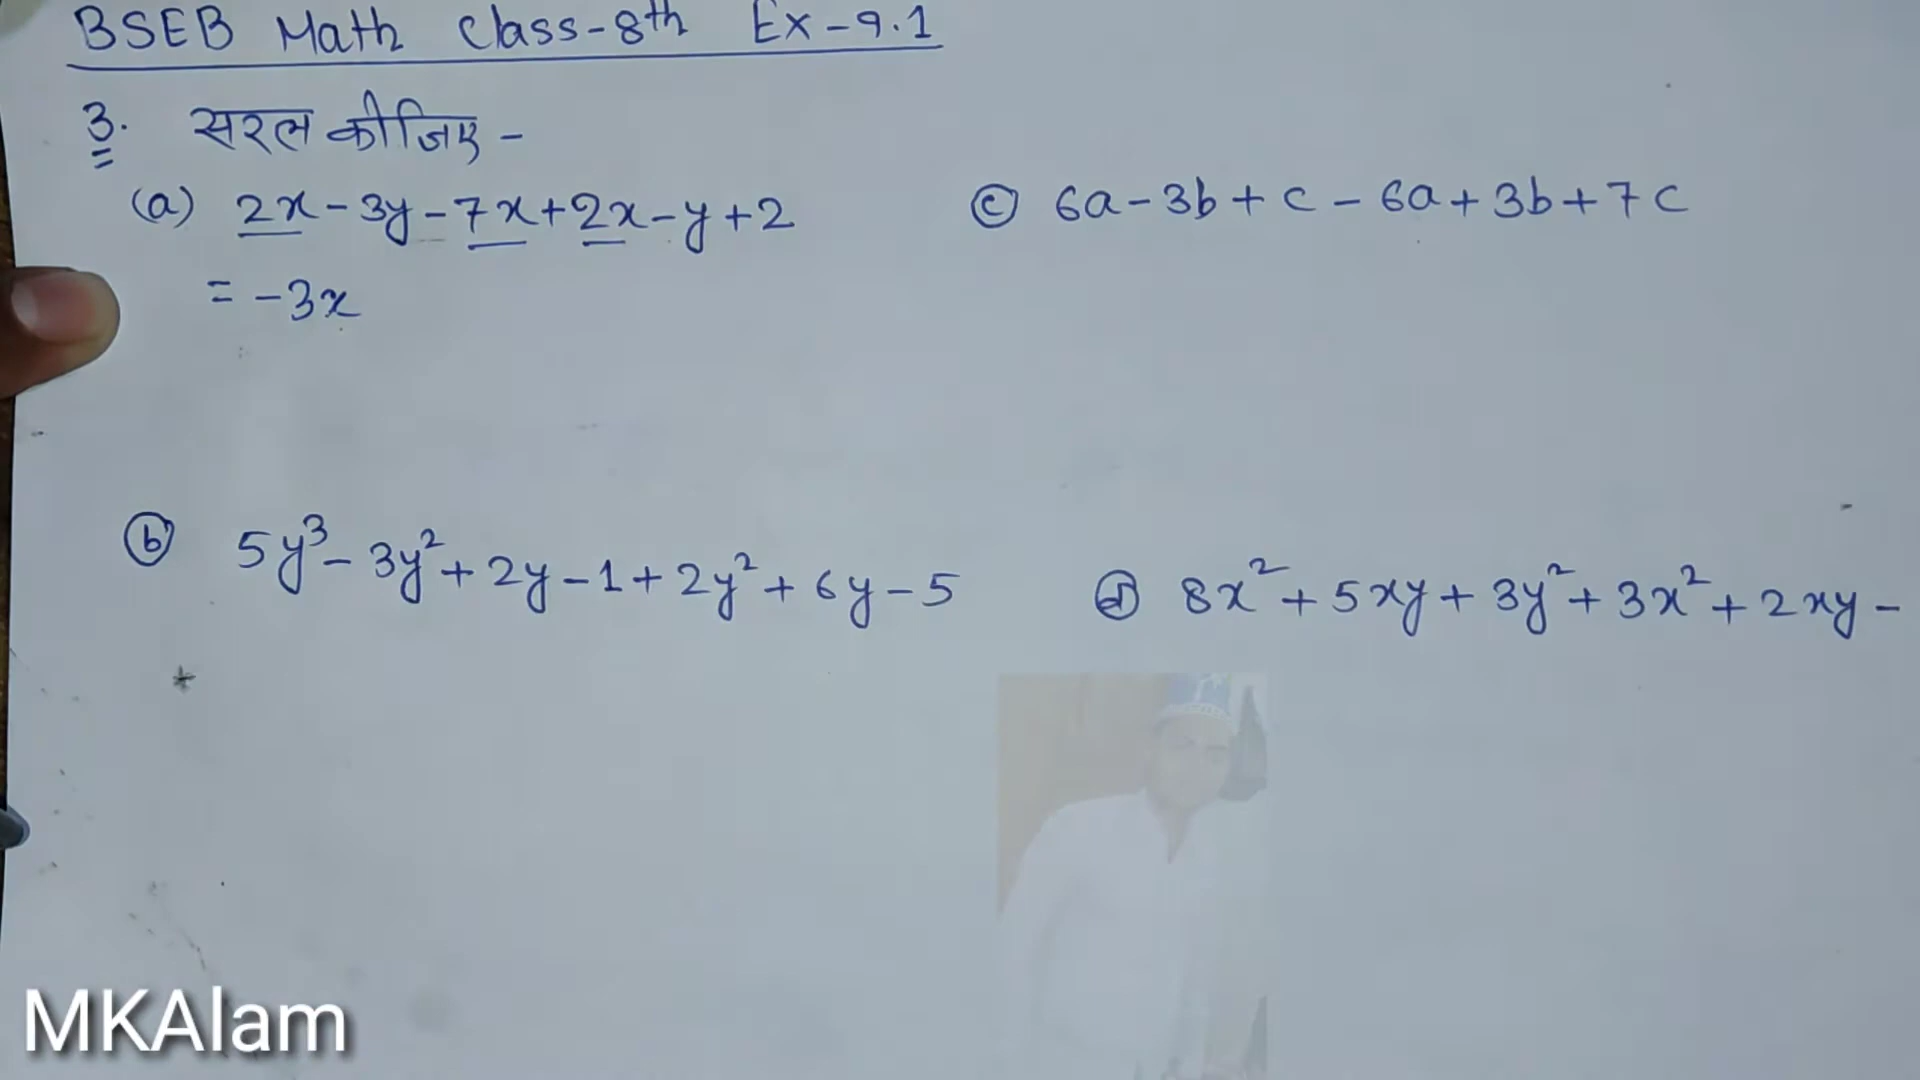 BSEB Math Class-8th Ex-9.1
3. सरल कीजिए -
(a) 2x - 3y - 7x + 2x - y + 2
= -3x
(c) 6a - 3b + c - 6a + 3b + 7c
(b) 5y³ - 3y² + 2y - 1 + 2y² + 6y - 5
(d) 8x² + 5xy + 3y² + 3x² + 2xy -
MKAlam